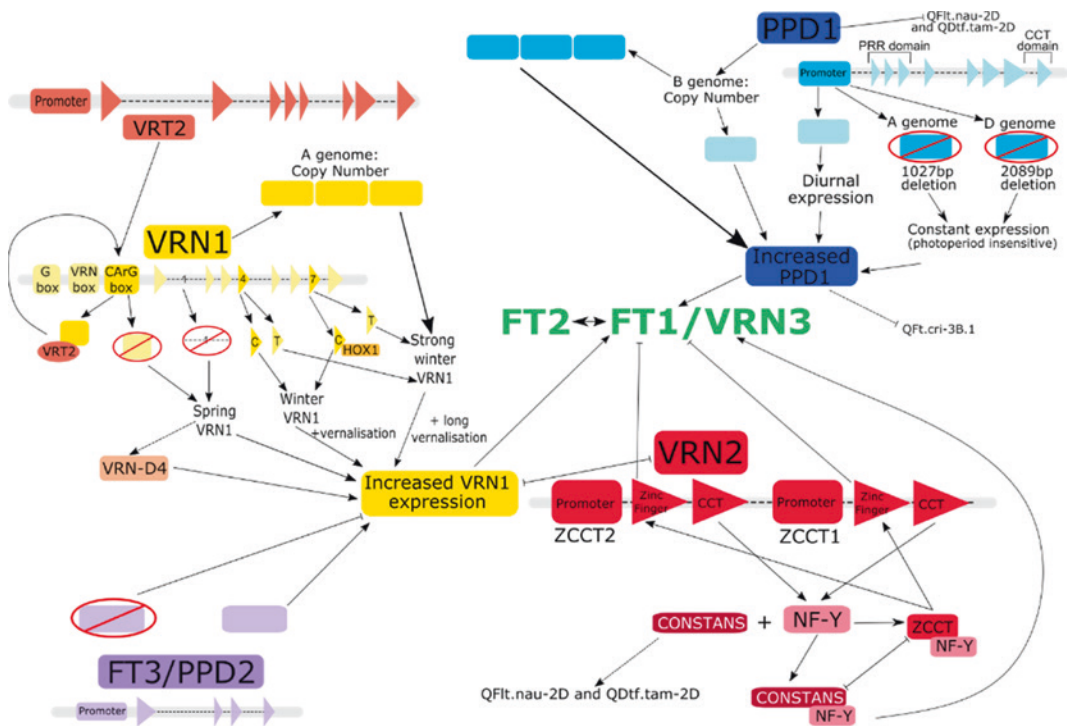 PPD1
QFlt.nau-2D
and QDtf.tam-2D
PRR domain
CCT
domain
Promoter
B genome:
Copy Number
A genome
D genome
1027bp
deletion
2089bp
deletion
Diurnal
expression
Constant expression
(photoperiod insensitive)
Increased
PPD1
QFt.cri-3B.1
Promoter
VRT2
A genome:
Copy Number
VRN1
G
box
VRN
box
CArG
box
1
4
7
VRT2
1
C
T
C
HOX1
T
Strong
winter
VRN1
Spring
VRN1
Winter
VRN1
+vernalisation
+ long
vernalisation
VRN-D4
Increased VRN1
expression
FT2
FT1/VRN3
VRN2
Promoter
Zinc
Finger
CCT
Promoter
Zinc
Finger
CCT
ZCCT2
ZCCT1
CONSTANS
+
NF-Y
ZCCT
NF-Y
QFlt.nau-2D and QDtf.tam-2D
CONSTANS
NF-Y
FT3/PPD2
Promoter